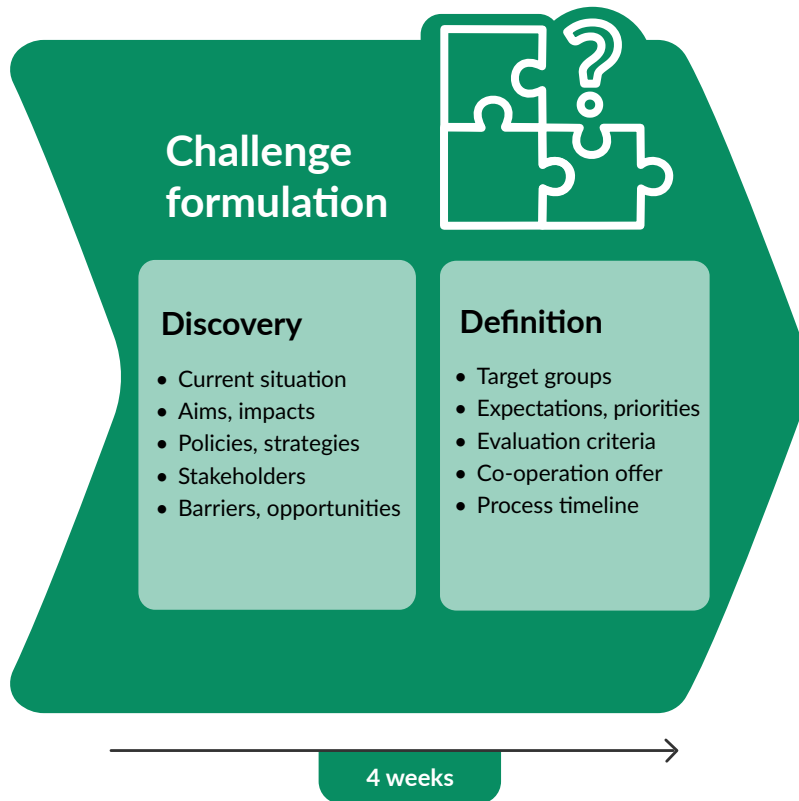 Challenge
formulation
Discovery
• Current situation
• Aims, impacts
• Policies, strategies
• Stakeholders
• Barriers, opportunities
Definition
• Target groups
• Expectations, priorities
• Evaluation criteria
• Co-operation offer
• Process timeline
4 weeks